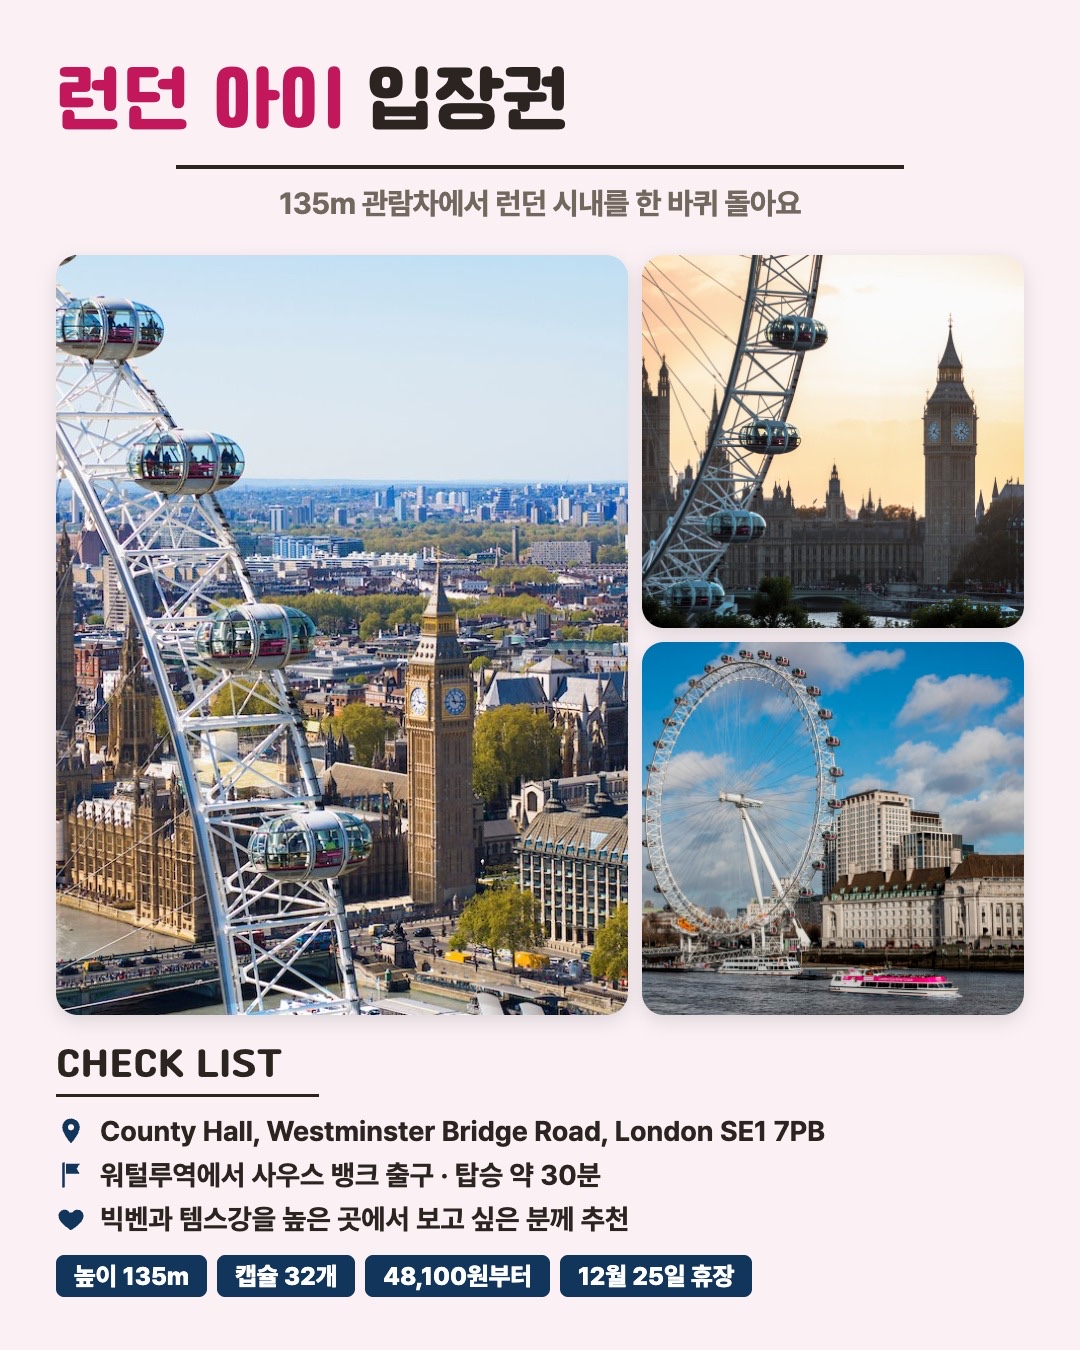 런던 아이 입장권
135m 관람차에서 런던 시내를 한 바퀴 돌아요
CHECK LIST
County Hall, Westminster Bridge Road, London SE1 7PB
워털루역에서 사우스 뱅크 출구 · 탑승 약 30분
빅벤과 템스강을 높은 곳에서 보고 싶은 분께 추천
높이 135m 캡슐 32개 48,100원부터 12월 25일 휴장